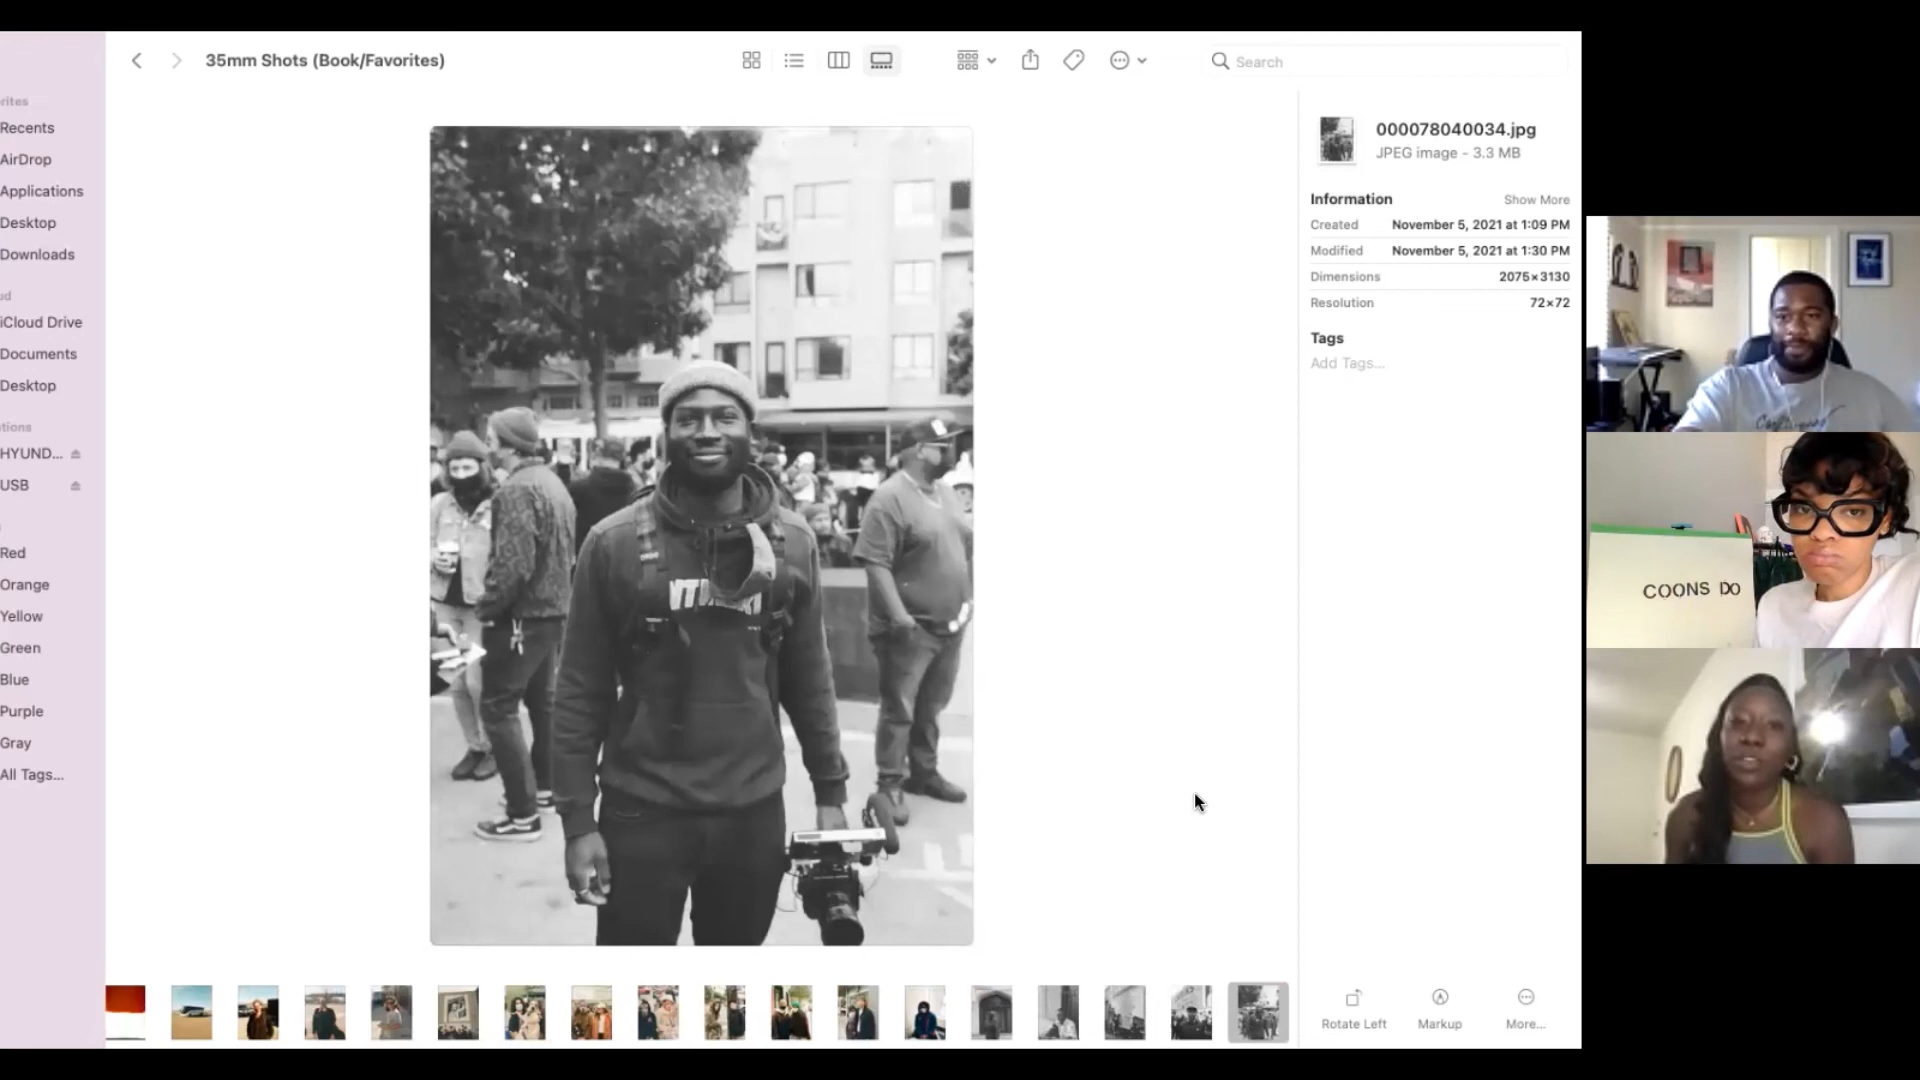 35mm Shots (Book/Favorites)
Search
rites
Recents
AirDrop
Applications
Desktop
Downloads
ud
iCloud Drive
Documents
Desktop
tions
HYUND...
USB
Red
Orange
Yellow
Green
Blue
Purple
Gray
All Tags...
000078040034.jpg
JPEG image - 3.3 MB
Information Show More
Created November 5, 2021 at 1:09 PM
Modified November 5, 2021 at 1:30 PM
Dimensions 2075×3130
Resolution 72×72
Tags
Add Tags...
COONS DO
Rotate Left Markup More...